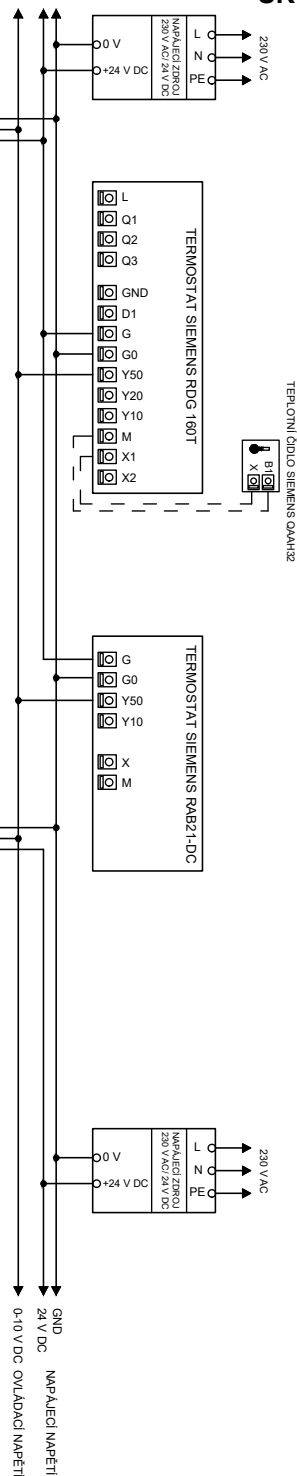 SK
230 V AC
L
N
PE
NAPÁJECÍ ZDROJ
230 V AC/ 24 V DC
0 V
+24 V DC
TERMOSTAT SIEMENS RDG 160T
L
Q1
Q2
Q3
GND
D1
G
G0
Y50
Y20
Y10
M
X1
X2
TEPLOTNÍ ČIDLO SIEMENS QAAH32
B1
X
TERMOSTAT SIEMENS RAB21-DC
G
G0
Y50
Y10
X
M
230 V AC
L
N
PE
NAPÁJECÍ ZDROJ
230 V AC/ 24 V DC
0 V
+24 V DC
GND
24 V DC
NAPÁJECÍ NAPĚTÍ
0-10 V DC OVLÁDACÍ NAPĚTÍ